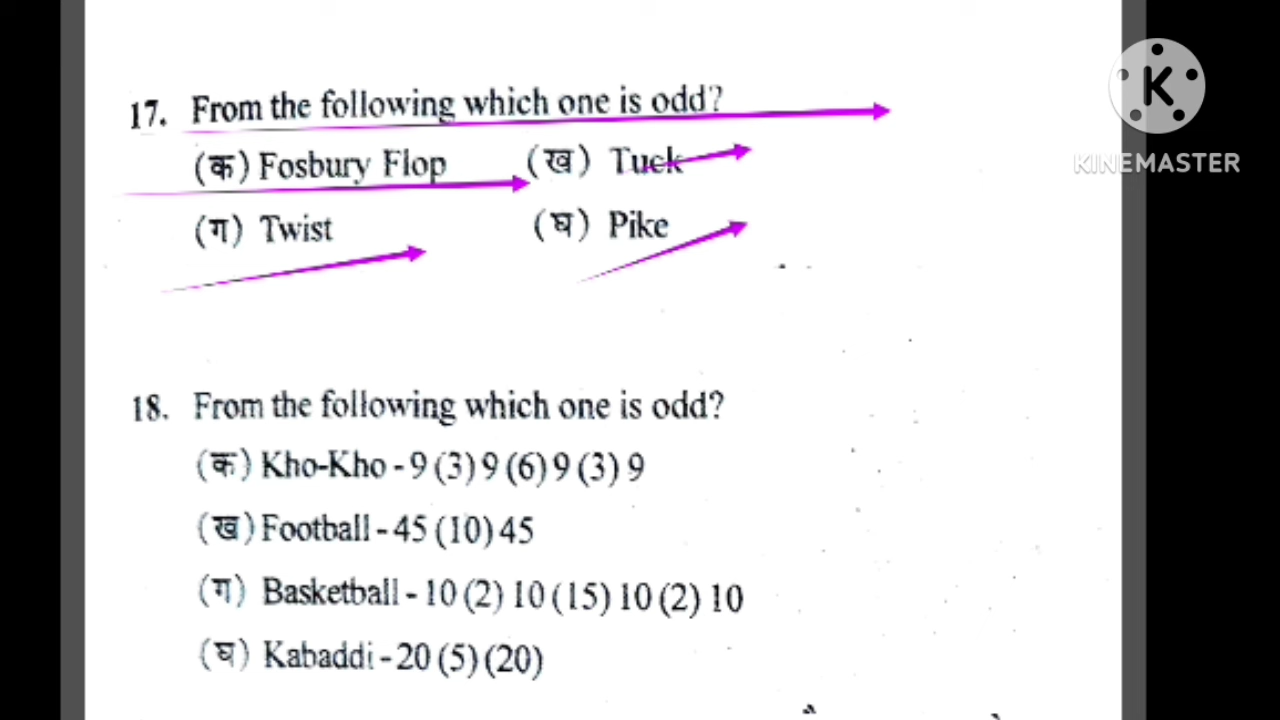 17. From the following which one is odd?
(क) Fosbury Flop (ख) Tuck
(ग) Twist (घ) Pike
K
KINEMASTER
18. From the following which one is odd?
(क) Kho-Kho - 9 (3) 9 (6) 9 (3) 9
(ख) Football - 45 (10) 45
(ग) Basketball - 10 (2) 10 (15) 10 (2) 10
(घ) Kabaddi - 20 (5) (20)